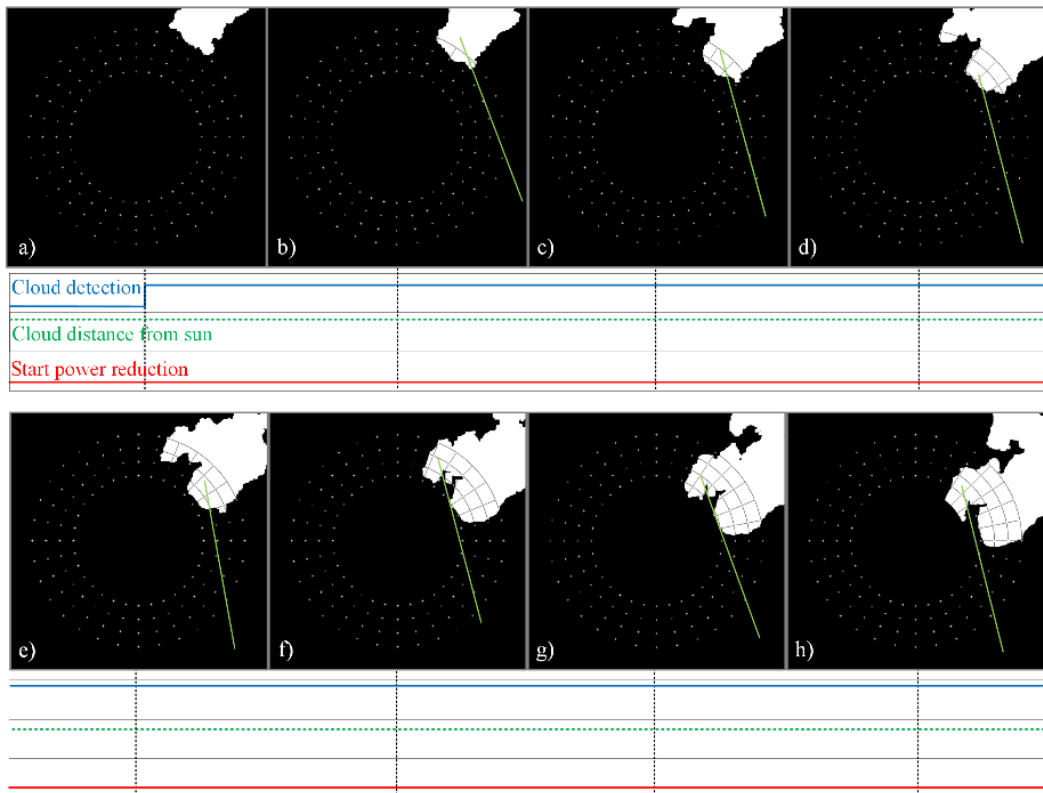 a)
b)
c)
d)
Cloud detection
Cloud distance from sun
Start power reduction
e)
f)
g)
h)